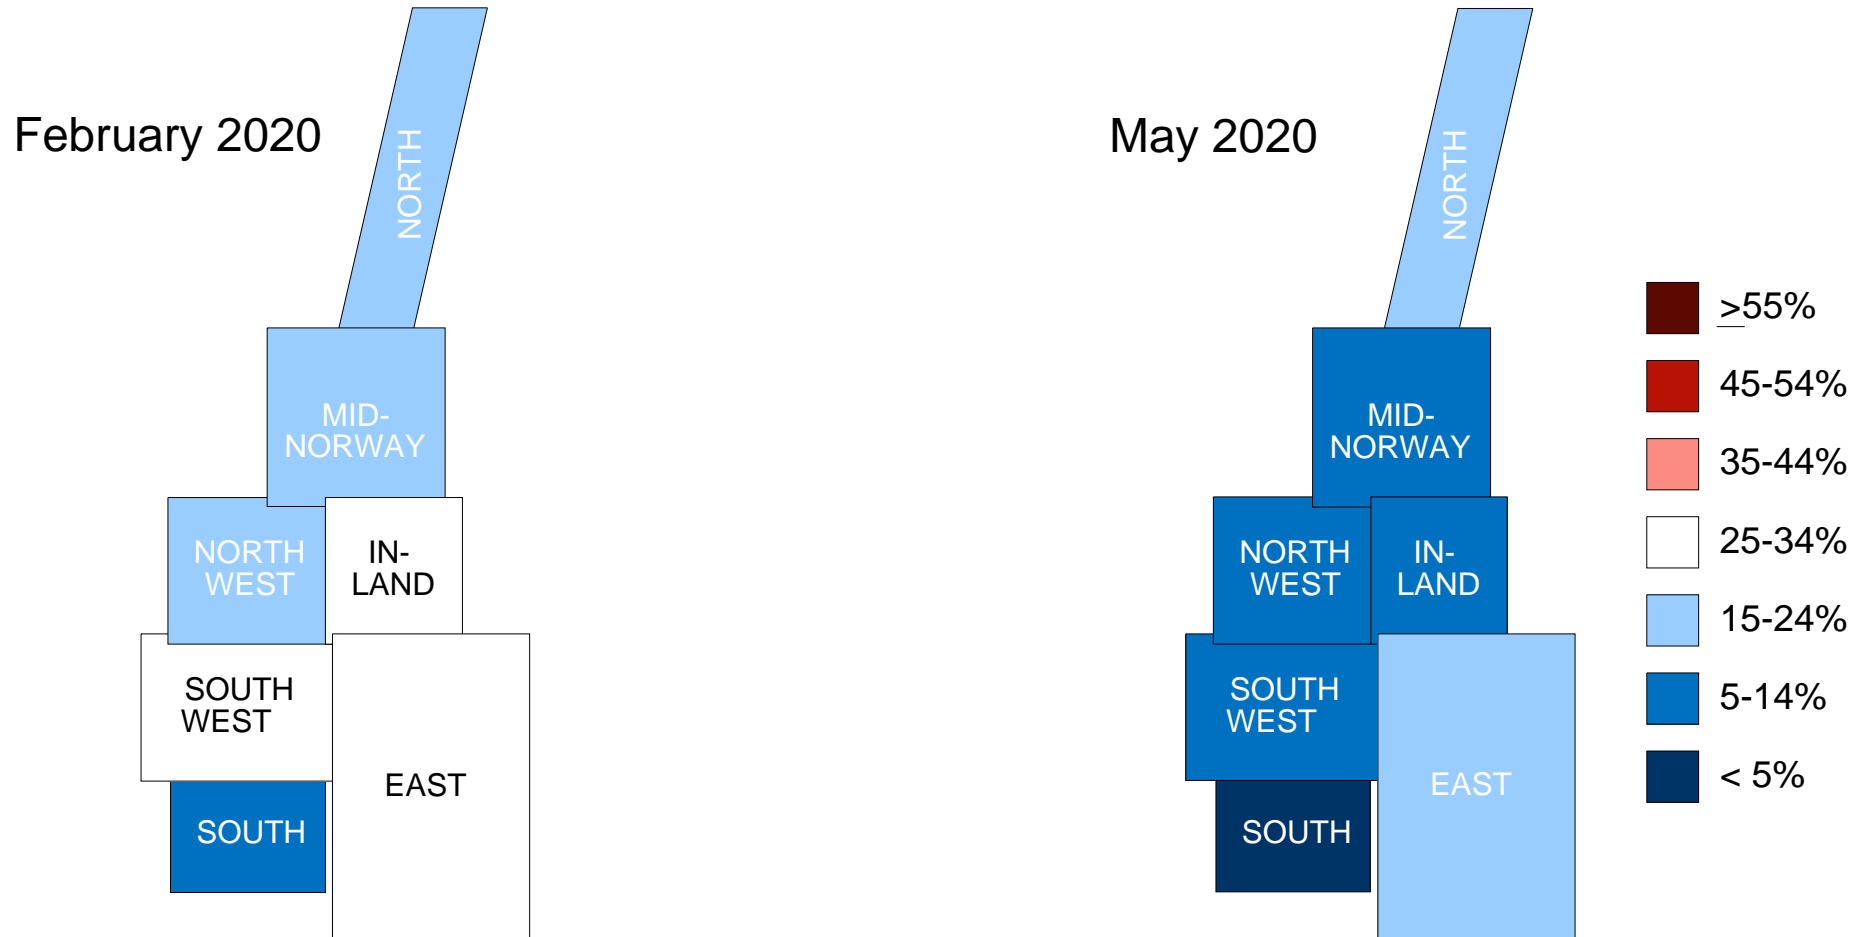 February 2020
NORTH
MID-
NORWAY
NORTH
WEST
IN-
LAND
SOUTH
WEST
EAST
SOUTH
May 2020
NORTH
MID-
NORWAY
NORTH
WEST
IN-
LAND
SOUTH
WEST
EAST
SOUTH
>55%
45-54%
35-44%
25-34%
15-24%
5-14%
< 5%